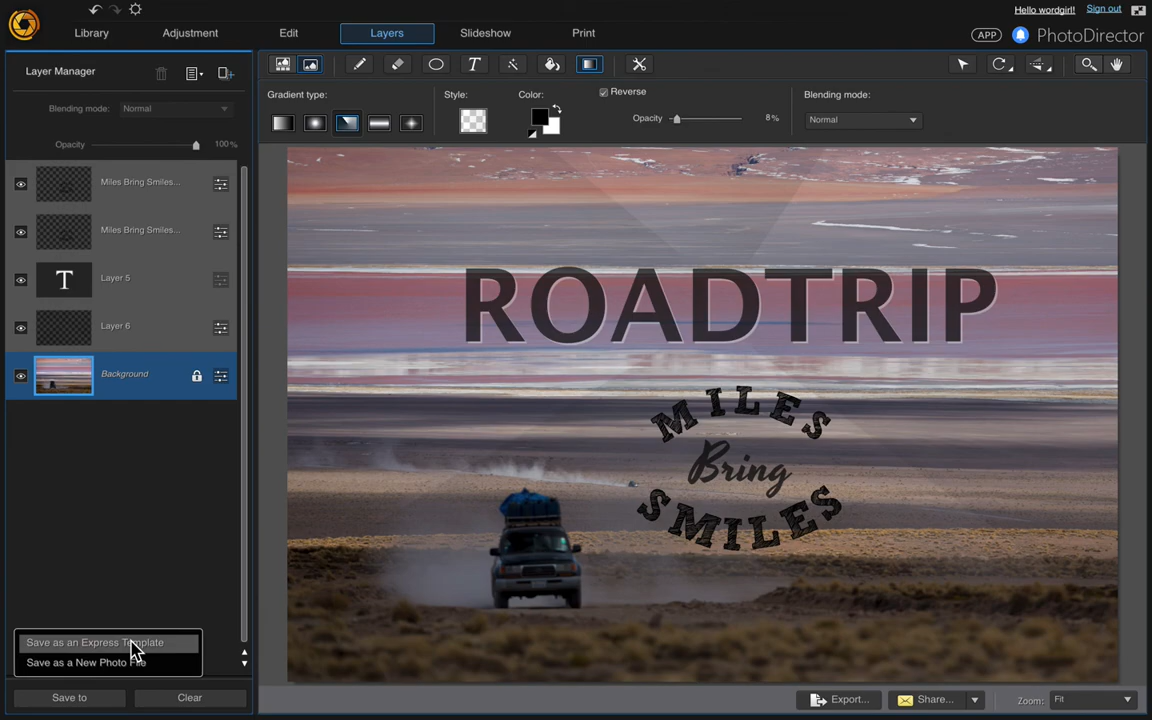 Hello wordgirl!
Sign out
Library
Adjustment
Edit
Layers
Slideshow
Print
APP
PhotoDirector
Layer Manager
Blending mode:
Normal
Opacity
100%
Miles Bring Smiles...
Miles Bring Smiles...
T
Layer 5
Layer 6
Background
Save as an Express Template
Save as a New Photo File
Save to
Clear
T
Gradient type:
Style:
Color:
Reverse
Opacity
8%
Blending mode:
Normal
ROADTRIP
MILES
Bring
SMILES
Export...
Share...
Zoom:
Fit